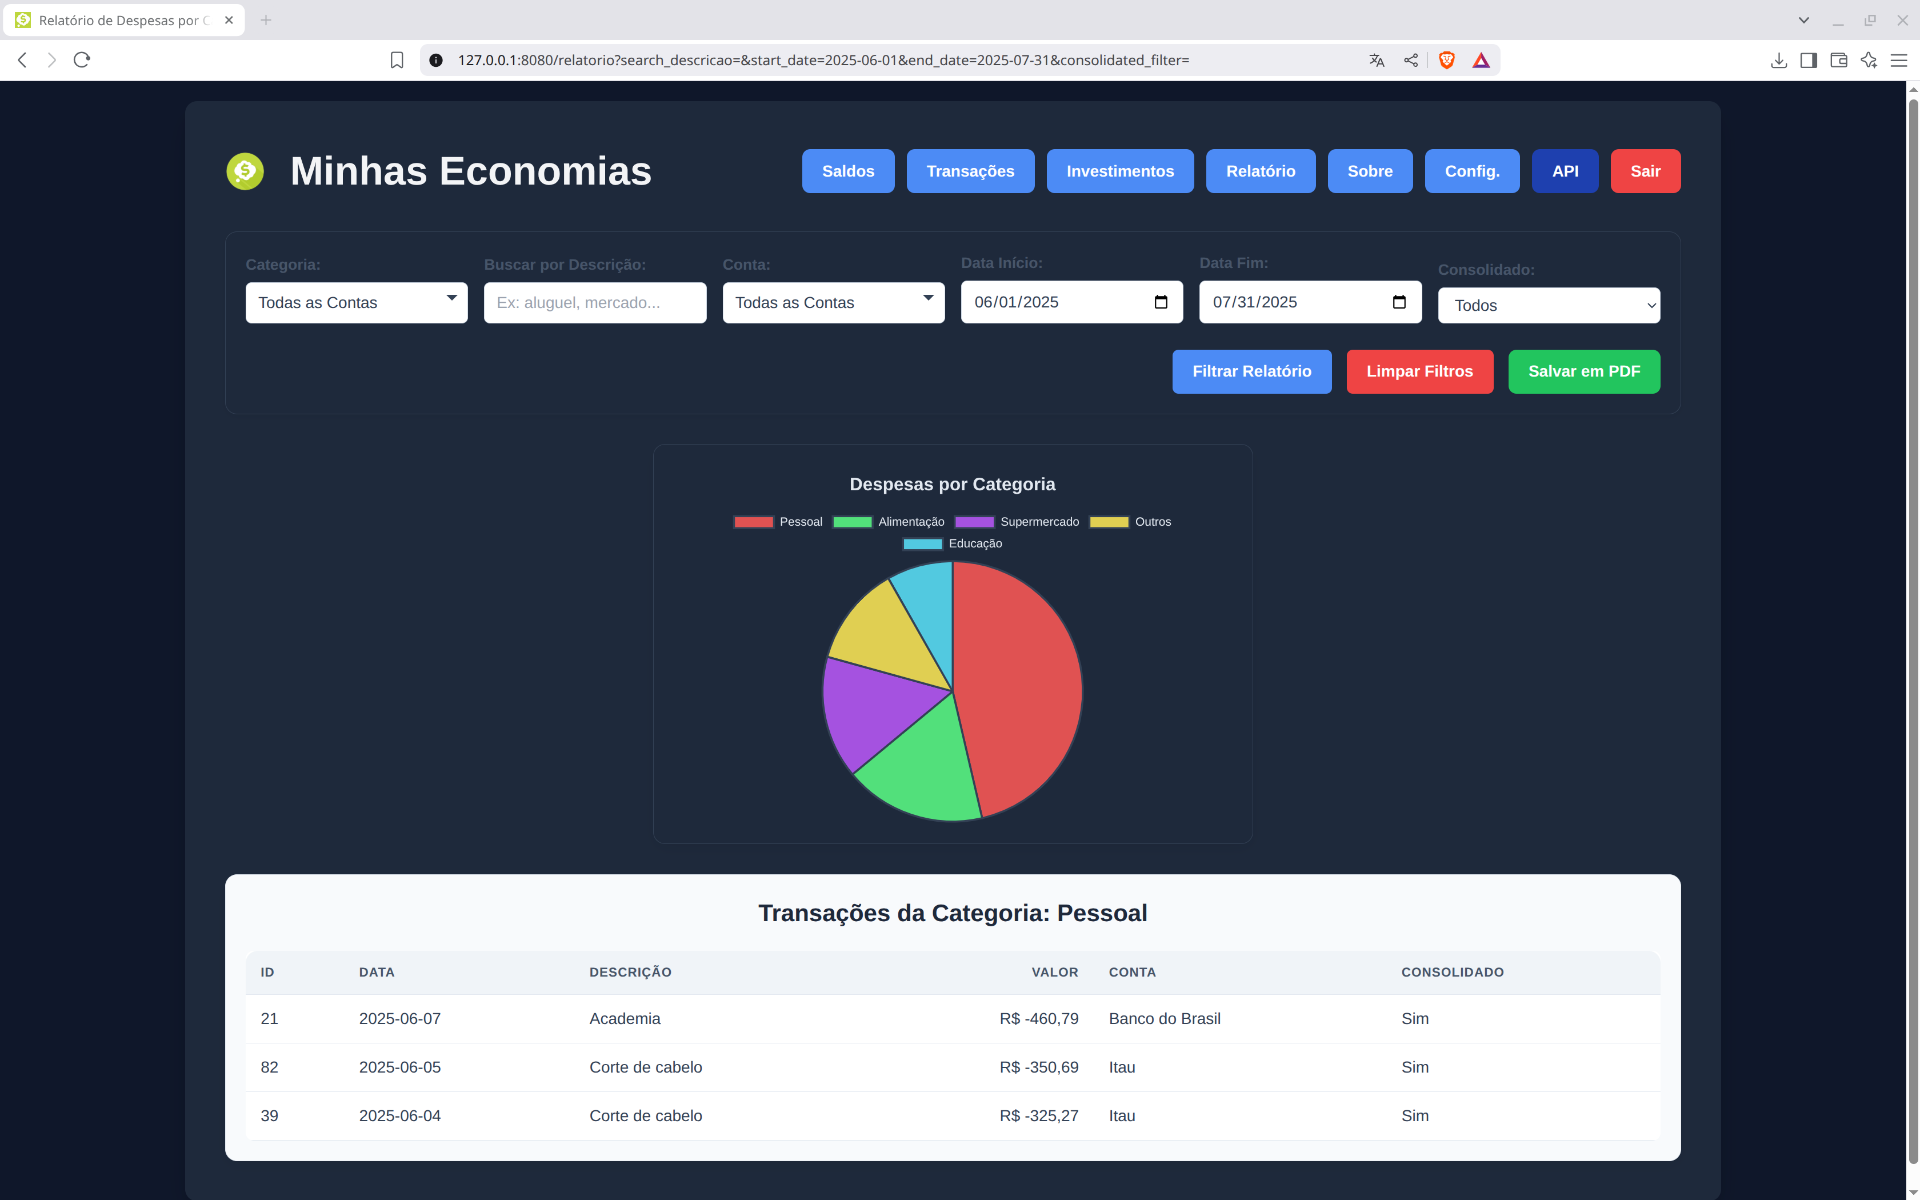 Relatório de Despesas por C
127.0.0.1:8080/relatorio?search_descricao=&start_date=2025-06-01&end_date=2025-07-31&consolidated_filter=
Minhas Economias
Saldos Transações Investimentos Relatório Sobre Config. API Sair
Categoria: Buscar por Descrição: Conta: Data Início: Data Fim: Consolidado:
Todas as Contas Ex: aluguel, mercado... Todas as Contas 06/01/2025 07/31/2025 Todos
Filtrar Relatório Limpar Filtros Salvar em PDF
Despesas por Categoria
Pessoal Alimentação Supermercado Outros
Educação
Transações da Categoria: Pessoal
ID DATA DESCRIÇÃO VALOR CONTA CONSOLIDADO
21 2025-06-07 Academia R$ -460,79 Banco do Brasil Sim
82 2025-06-05 Corte de cabelo R$ -350,69 Itau Sim
39 2025-06-04 Corte de cabelo R$ -325,27 Itau Sim